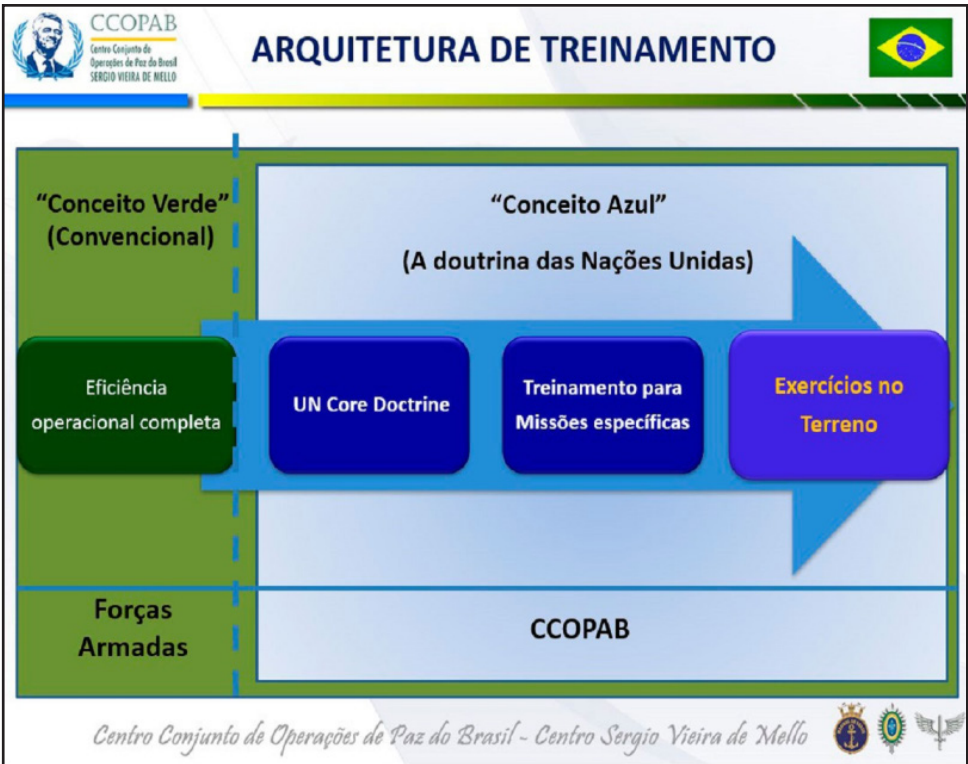 CCOPAB
Centro Conjunto de
Operações de Paz do Brasil
SERGIO VIEIRA DE MELLO
ARQUITETURA DE TREINAMENTO
“Conceito Verde”
(Convencional)
“Conceito Azul”
(A doutrina das Nações Unidas)
Eficiência
operacional completa
UN Core Doctrine
Treinamento para
Missões específicas
Exercícios no
Terreno
Forças
Armadas
CCOPAB
Centro Conjunto de Operações de Paz do Brasil - Centro Sergio Vieira de Mello